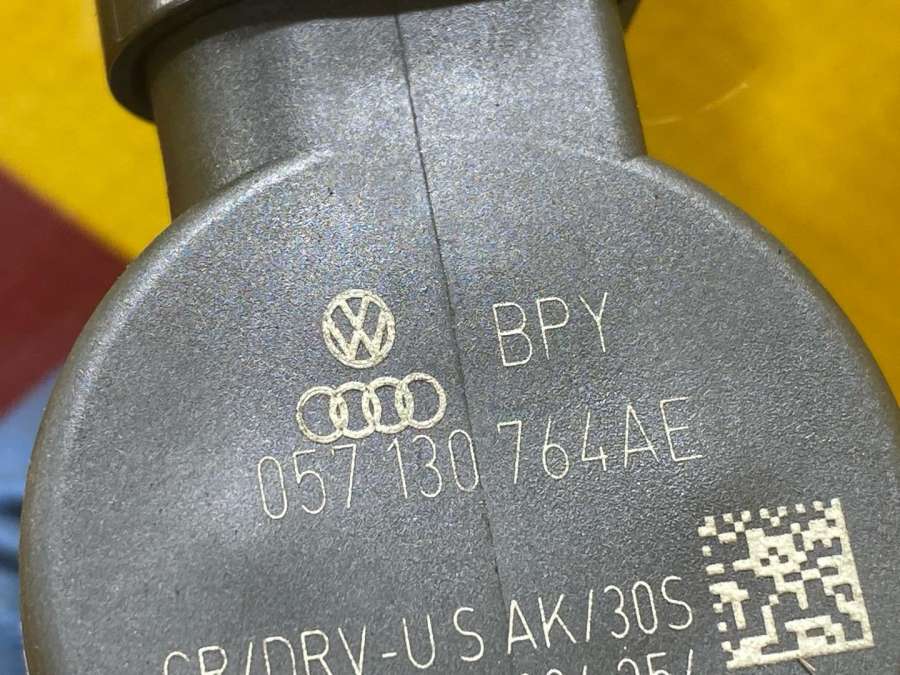 BPY
057 130 764AE
CR/DRV-U S AK/30S